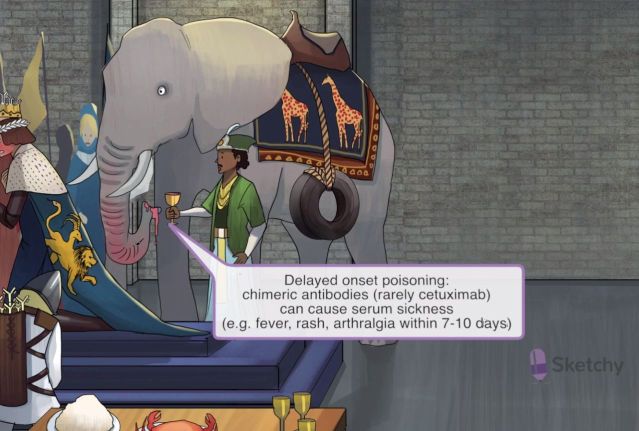 Delayed onset poisoning:
chimeric antibodies (rarely cetuximab)
can cause serum sickness
(e.g. fever, rash, arthralgia within 7-10 days)
Sketchy